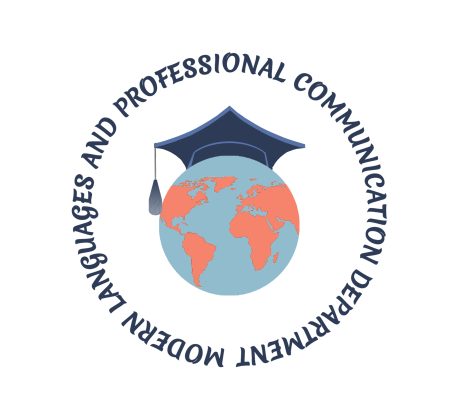 MODERN LANGUAGES AND PROFESSIONAL COMMUNICATION DEPARTMENT